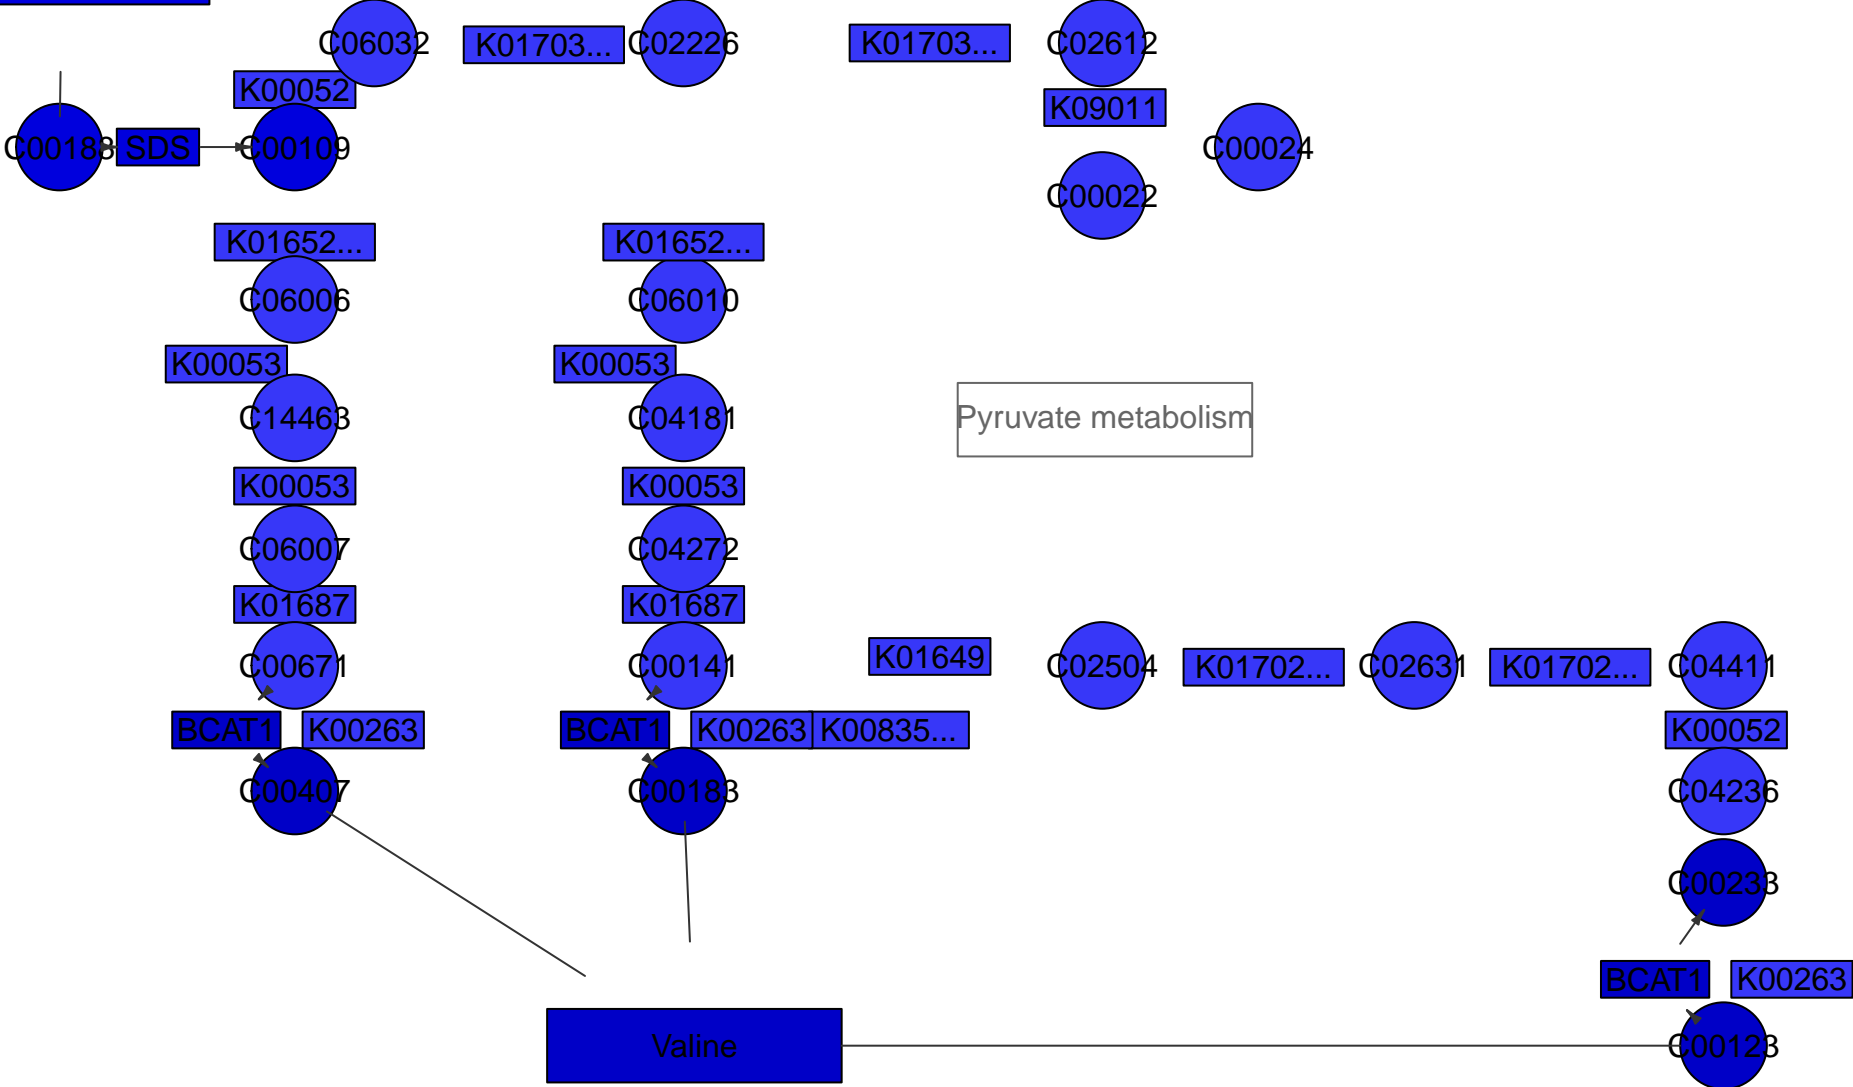 C06032
K01703...
C02226
K01703...
C02612
K00052
K09011
C00188
SDS
C00109
C00024
C00022
K01652...
K01652...
C06006
C06010
K00053
K00053
C14463
C04181
Pyruvate metabolism
K00053
K00053
C06007
C04272
K01687
K01687
C00671
C00141
K01649
C02504
K01702...
C02631
K01702...
C04411
BCAT1
K00263
BCAT1
K00263
K00835...
K00052
C00407
C00183
C04236
C00233
BCAT1
K00263
Valine
C00123